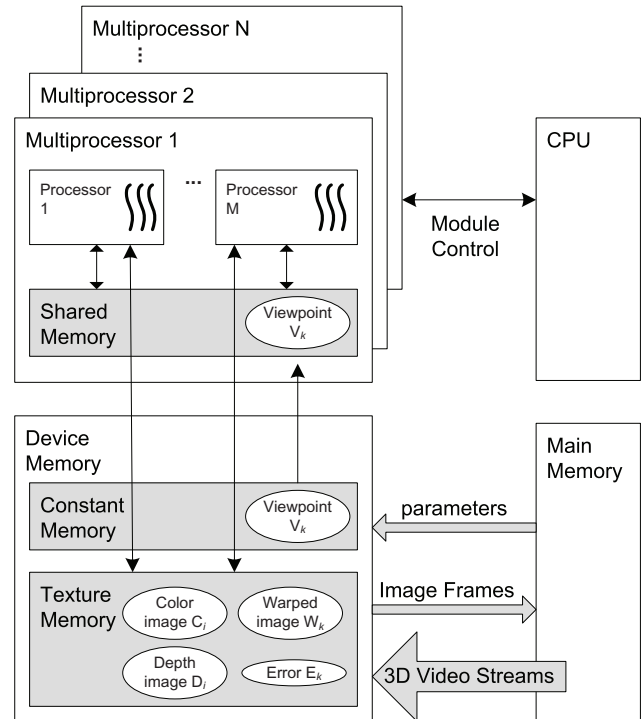 Multiprocessor N
⋮
Multiprocessor 2
Multiprocessor 1
Processor
1
...
Processor
M
Shared
Memory
Viewpoint
Vk
CPU
Module
Control
Device
Memory
Constant
Memory
Viewpoint
Vk
Texture
Memory
Color
image Ci
Warped
image Wk
Depth
image Di
Error Ek
Main
Memory
parameters
Image Frames
3D Video Streams